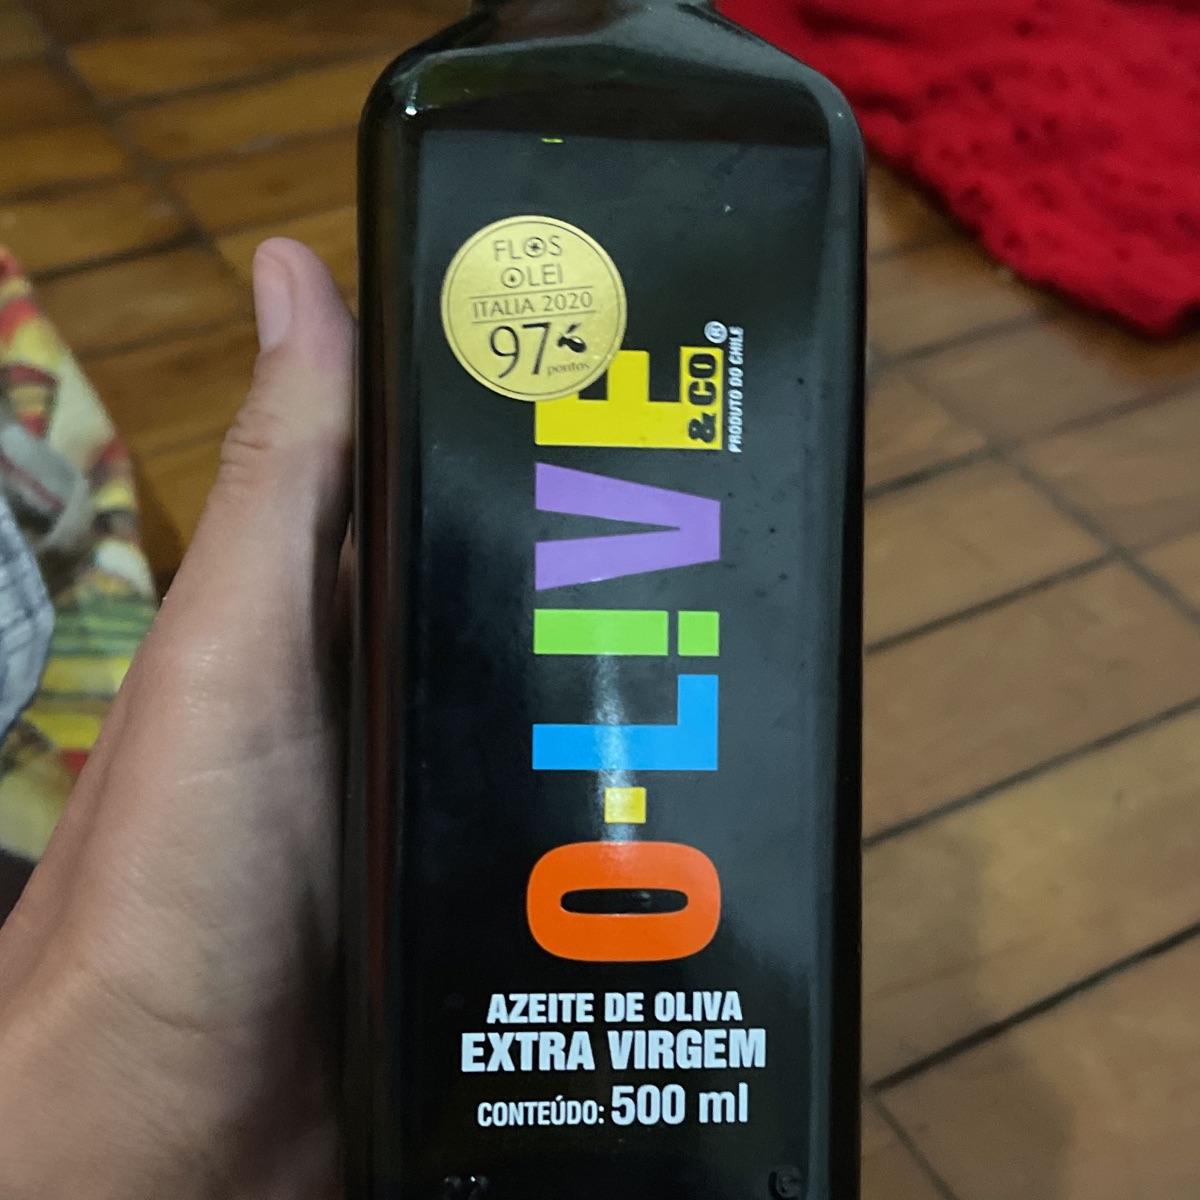 FLOS
OLEI
ITALIA 2020
97
pontos
O·LIVE
& CO ®
PRODUTO DO CHILE
AZEITE DE OLIVA
EXTRA VIRGEM
CONTEÚDO: 500 ml